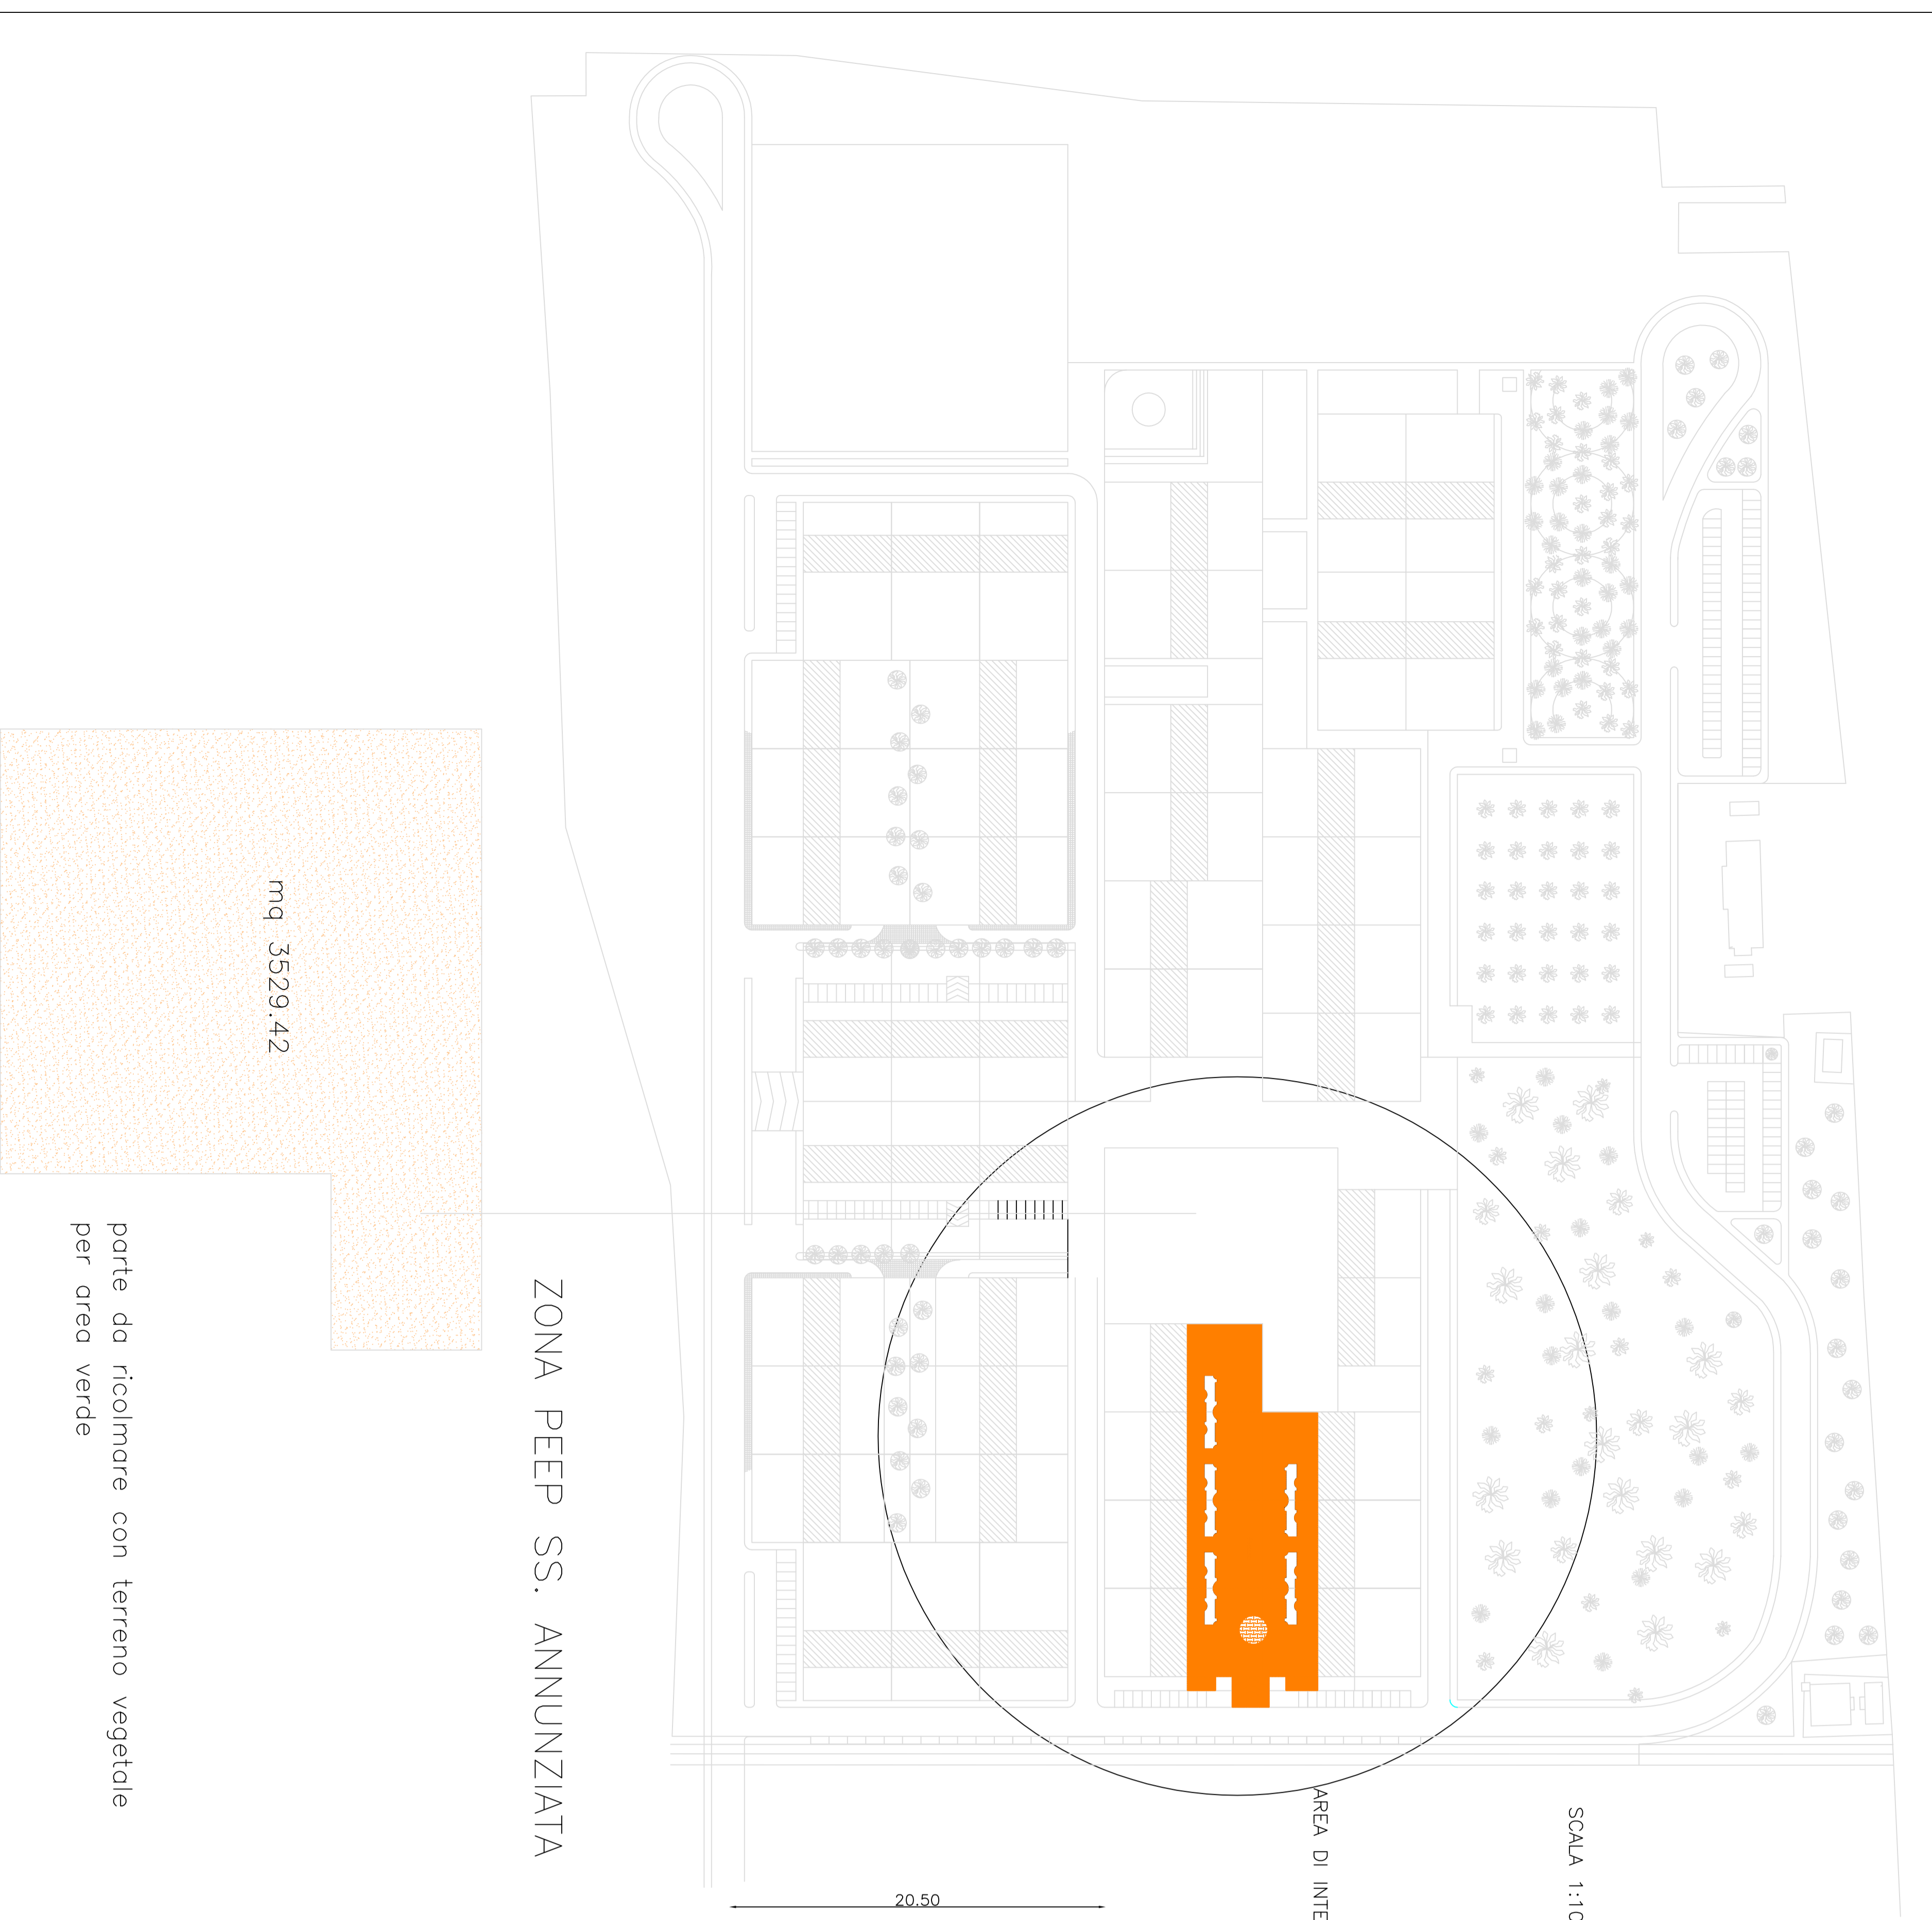 SCALA 1:10
AREA DI INTE
ZONA PEEP SS. ANNUNZIATA
mq 3529.42
parte da ricolmare con terreno vegetale
per area verde
20.50